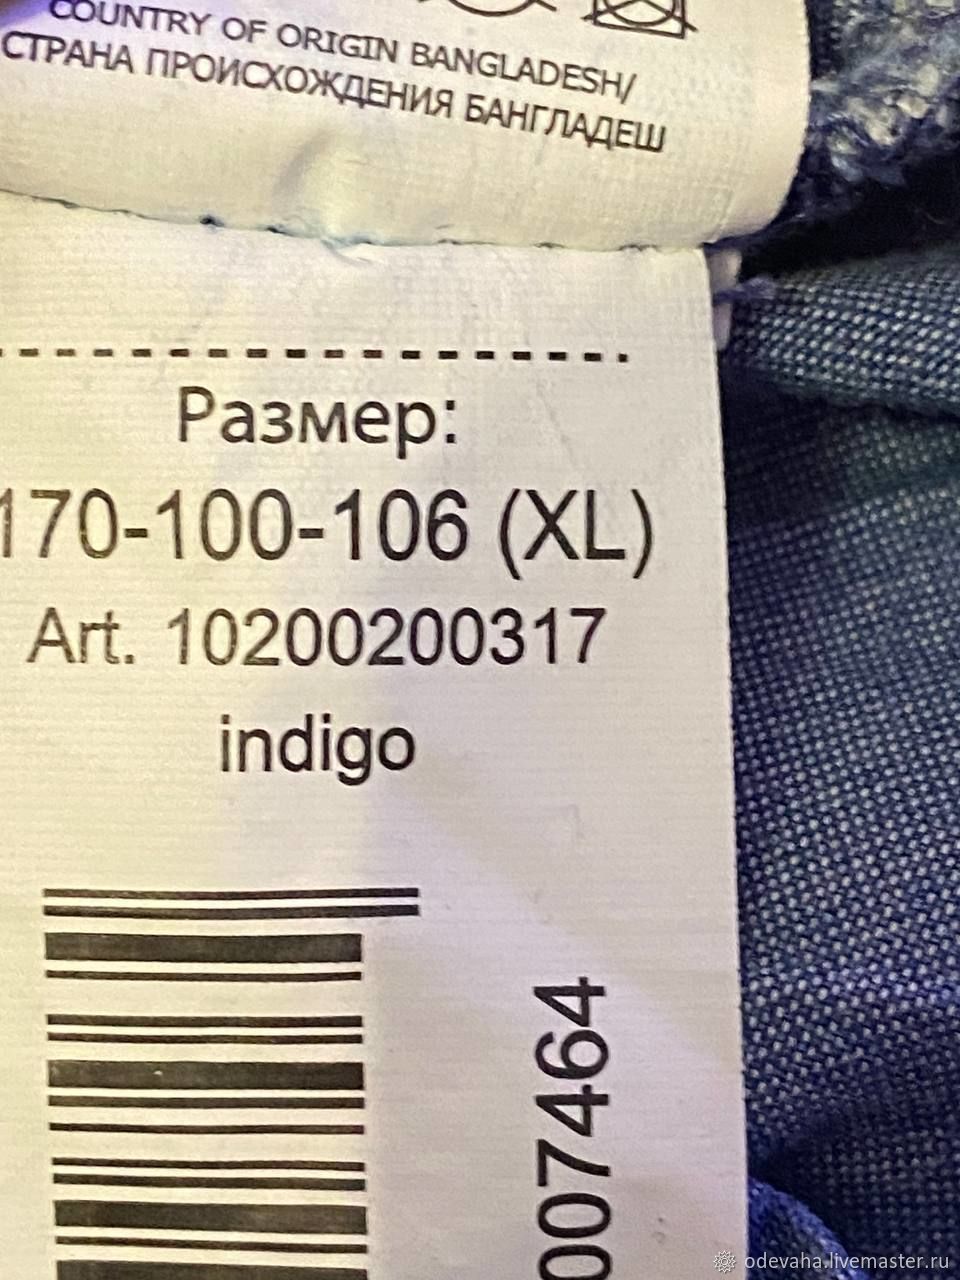 COUNTRY OF ORIGIN BANGLADESH/
СТРАНА ПРОИСХОЖДЕНИЯ БАНГЛАДЕШ
Размер:
170-100-106 (XL)
Art. 10200200317
indigo
007464
odevaha.livemaster.ru